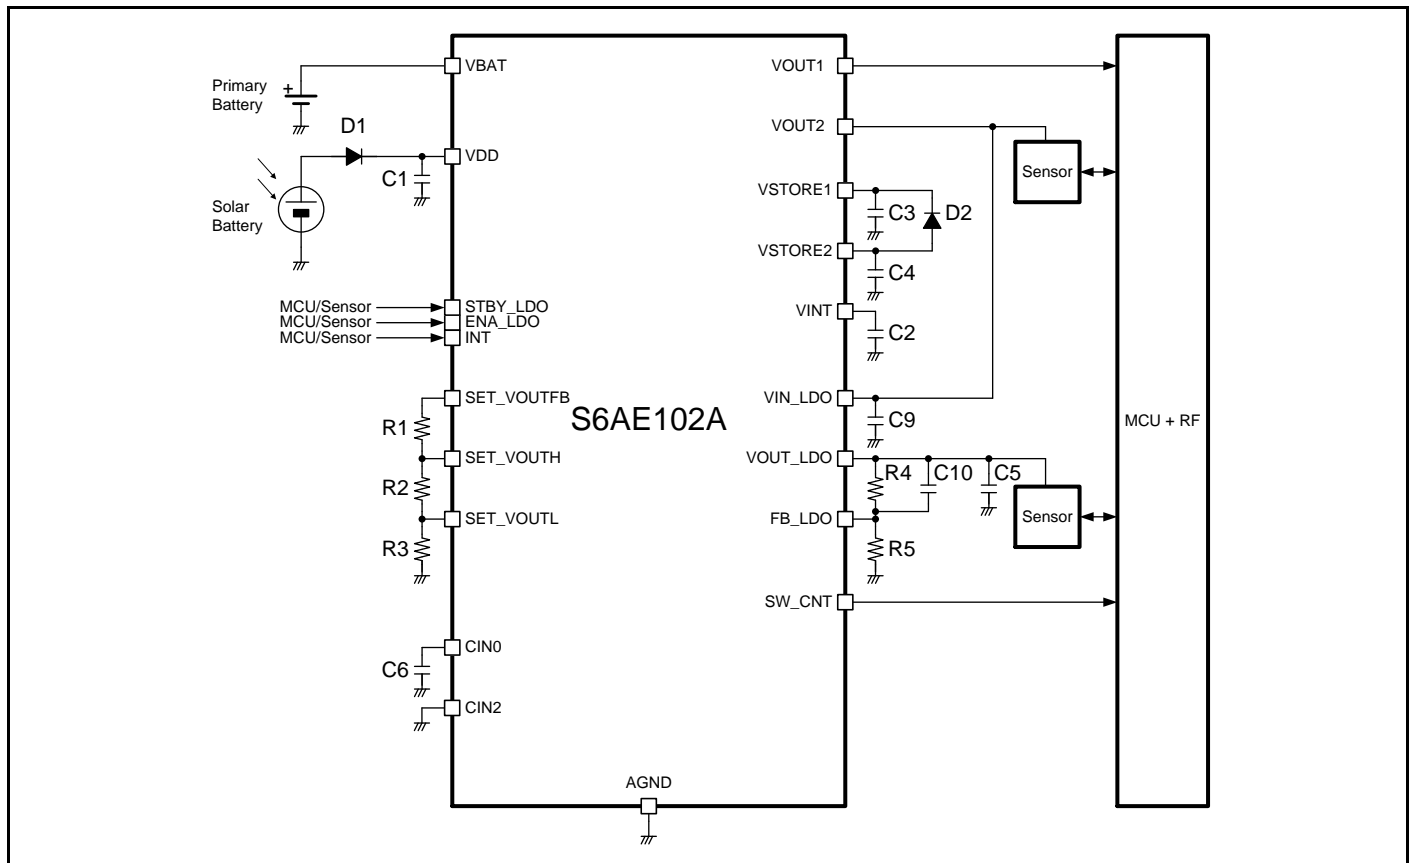 VBAT
VOUT1
Primary
Battery
+
D1
VOUT2
VDD
C1
Sensor
VSTORE1
C3
D2
Solar
Battery
VSTORE2
C4
MCU/Sensor
STBY_LDO
MCU/Sensor
ENA_LDO
MCU/Sensor
INT
VINT
C2
SET_VOUTFB
VIN_LDO
R1
S6AE102A
C9
MCU + RF
SET_VOUTH
VOUT_LDO
R4
C10
C5
R2
SET_VOUTL
FB_LDO
Sensor
R3
R5
SW_CNT
CIN0
C6
CIN2
AGND